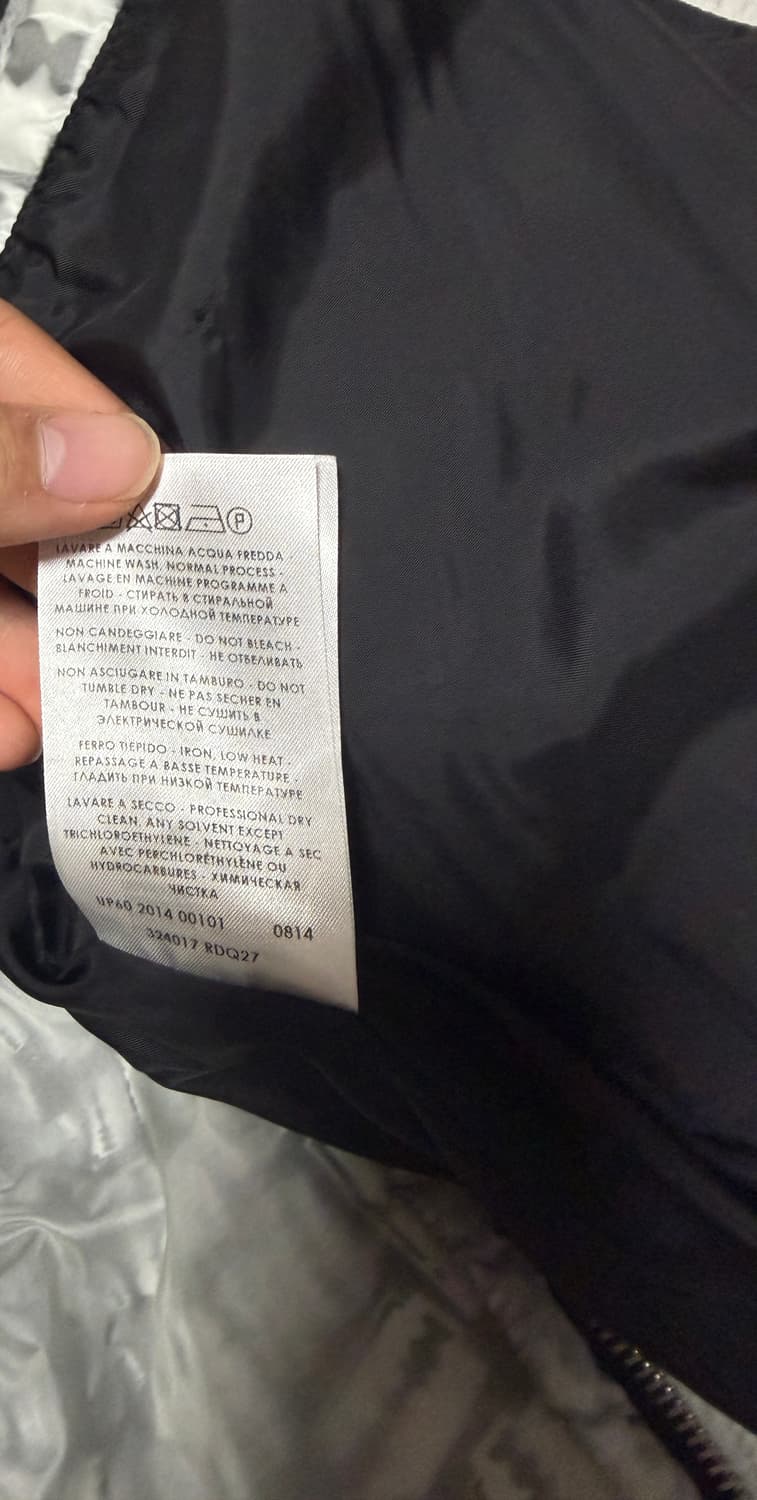 LAVARE A MACCHINA ACQUA FREDDA -
MACHINE WASH, NORMAL PROCESS -
LAVAGE EN MACHINE PROGRAMME A
FROID - СТИРАТЬ В СТИРАЛЬНОЙ
МАШИНЕ ПРИ ХОЛОДНОЙ ТЕМПЕРАТУРЕ
NON CANDEGGIARE - DO NOT BLEACH -
BLANCHIMENT INTERDIT - НЕ ОТБЕЛИВАТЬ
NON ASCIUGARE IN TAMBURO - DO NOT
TUMBLE DRY - NE PAS SECHER EN
TAMBOUR - НЕ СУШИТЬ В
ЭЛЕКТРИЧЕСКОЙ СУШИЛКЕ
FERRO TIEPIDO - IRON, LOW HEAT -
REPASSAGE A BASSE TEMPERATURE -
ГЛАДИТЬ ПРИ НИЗКОЙ ТЕМПЕРАТУРЕ
LAVARE A SECCO - PROFESSIONAL DRY
CLEAN, ANY SOLVENT EXCEPT
TRICHLOROETHYLENE - NETTOYAGE A SEC
AVEC PERCHLORÉTHYLÈNE OU
HYDROCARBURES - ХИМИЧЕСКАЯ
ЧИСТКА
UP60 2014 00101 0814
324017 RDQ27